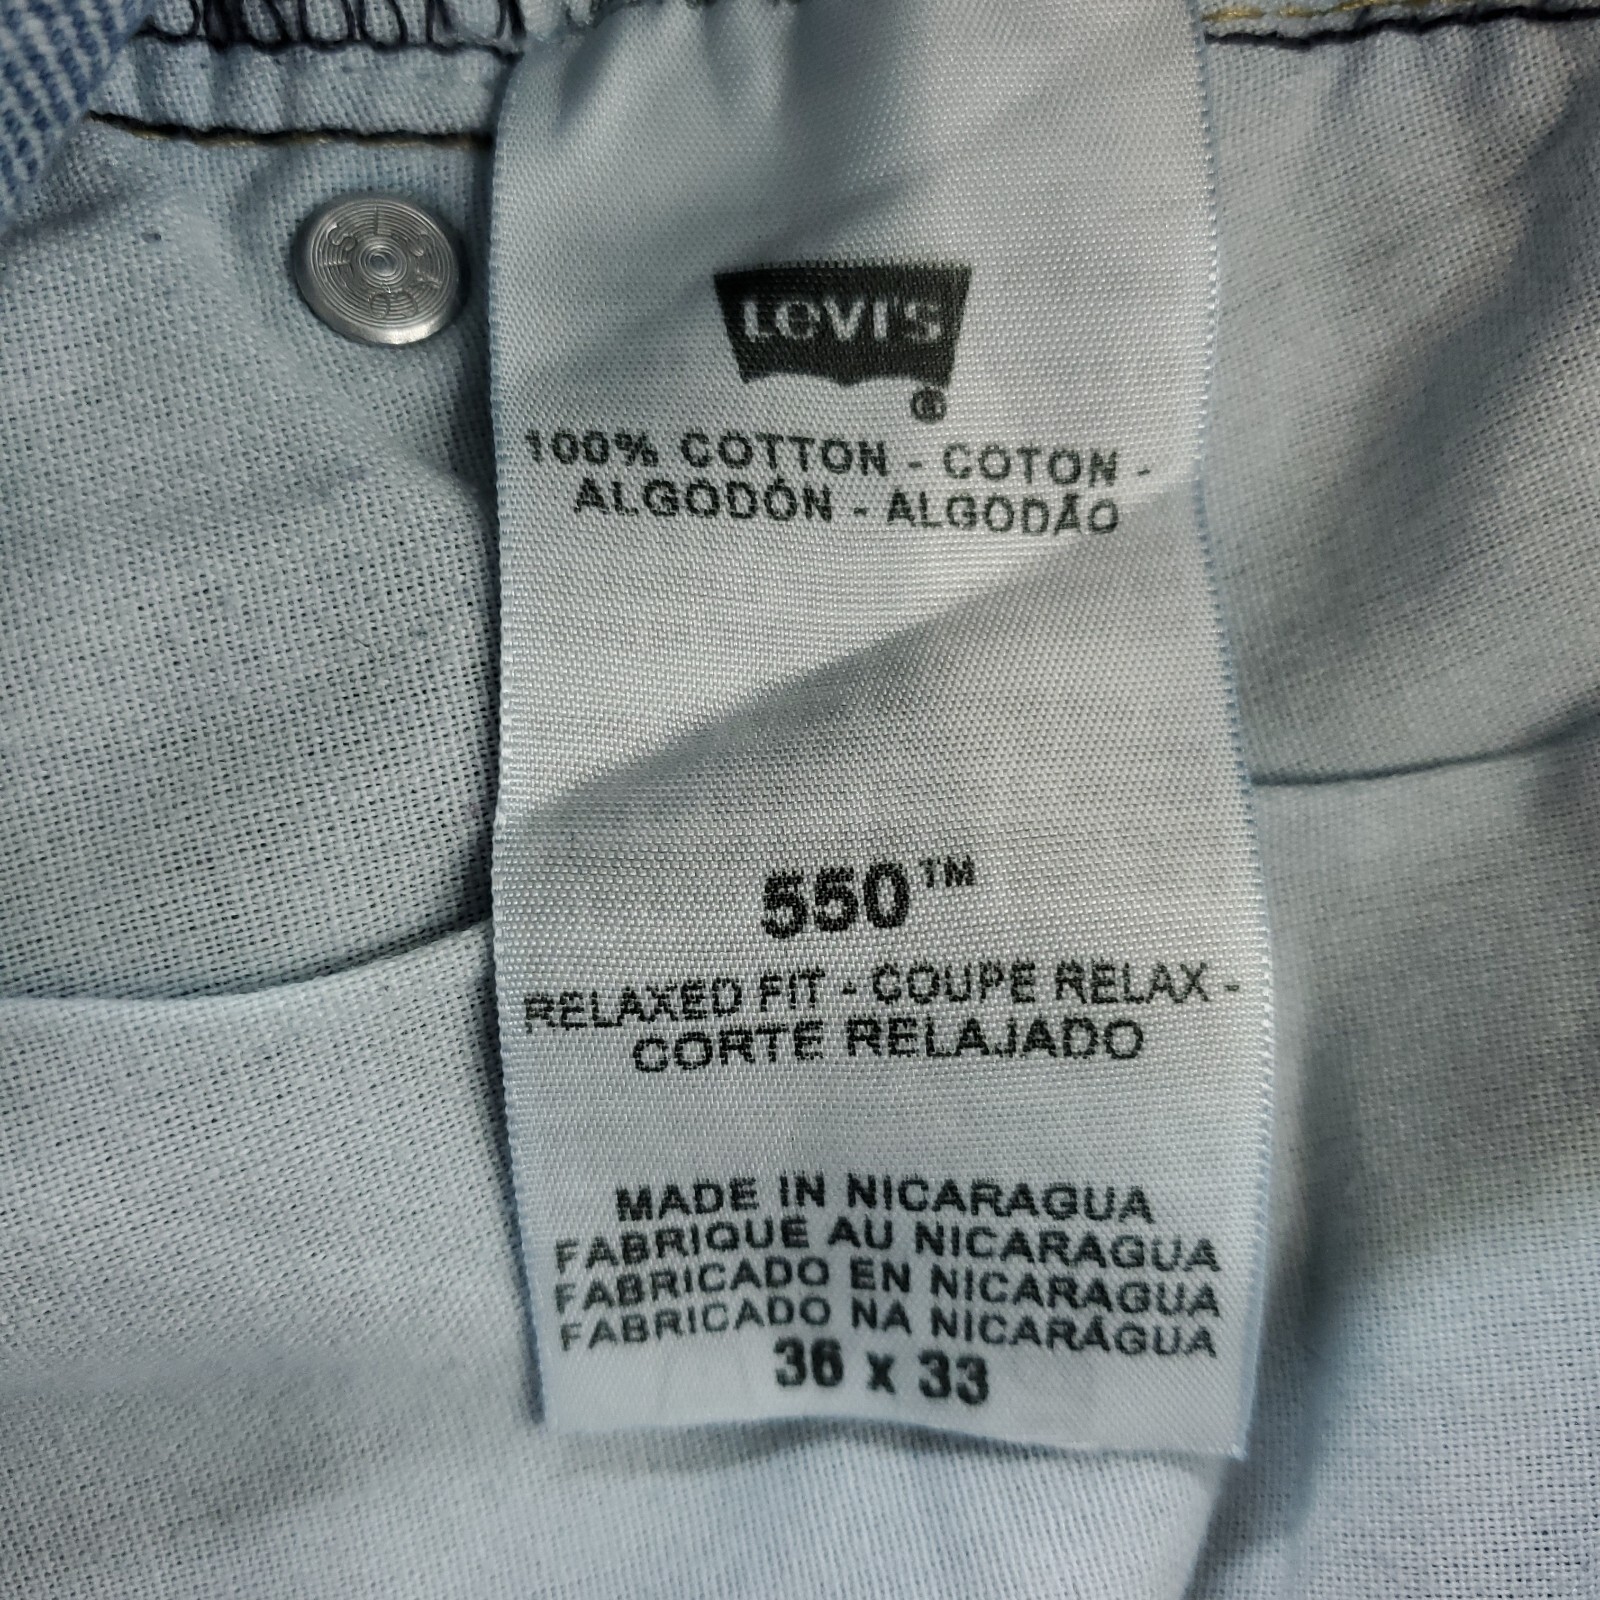 LEVI'S
®
100% COTTON - COTON -
ALGODÓN - ALGODÃO
550™
RELAXED FIT - COUPE RELAX -
CORTE RELAJADO
MADE IN NICARAGUA
FABRIQUE AU NICARAGUA
FABRICADO EN NICARAGUA
FABRICADO NA NICARÁGUA
36 x 33